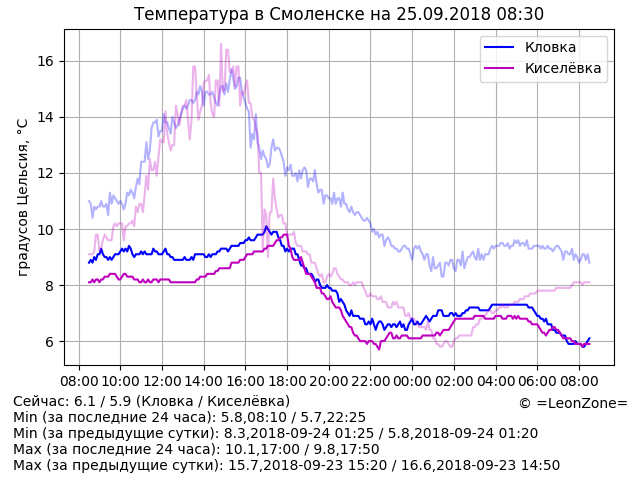 Температура в Смоленске на 25.09.2018 08:30
Кловка
Киселёвка
градусов Цельсия, °C
16
14
12
10
8
6
08:00 10:00 12:00 14:00 16:00 18:00 20:00 22:00 00:00 02:00 04:00 06:00 08:00
Сейчас: 6.1 / 5.9 (Кловка / Киселёвка)
© =LeonZone=
Min (за последние 24 часа): 5.8,08:10 / 5.7,22:25
Min (за предыдущие сутки): 8.3,2018-09-24 01:25 / 5.8,2018-09-24 01:20
Max (за последние 24 часа): 10.1,17:00 / 9.8,17:50
Max (за предыдущие сутки): 15.7,2018-09-23 15:20 / 16.6,2018-09-23 14:50